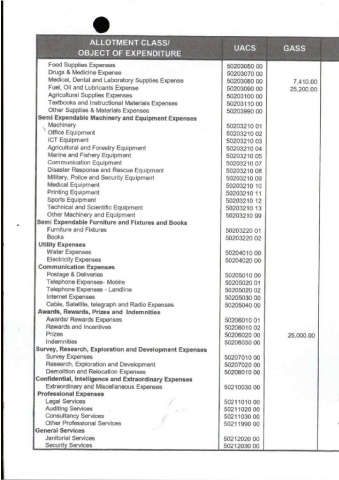 ALLOTMENT CLASS/ OBJECT OF EXPENDITURE UACS GASS
Food Supplies Expenses 50203050 00
Drugs & Medicine Expense 50203070 00
Medical, Dental and Laboratory Supplies Expense 50203080 00 7,410.00
Fuel, Oil and Lubricants Expense 50203090 00 25,200.00
Agricultural Supplies Expenses 50203100 00
Textbooks and Instructional Materials Expenses 50203110 00
Other Supplies & Materials Expenses 50203990 00
Semi Expendable Machinery and Equipment Expenses
Machinery 50203210 01
Office Equipment 50203210 02
ICT Equipment 50203210 03
Agricultural and Forestry Equipment 50203210 04
Marine and Fishery Equipment 50203210 05
Communication Equipment 50203210 07
Disaster Response and Rescue Equipment 50203210 08
Military, Police and Security Equipment 50203210 09
Medical Equipment 50203210 10
Printing Equipment 50203210 11
Sports Equipment 50203210 12
Technical and Scientific Equipment 50203210 13
Other Machinery and Equipment 50203210 99
Semi Expendable Furniture and Fixtures and Books
Furniture and Fixtures 50203220 01
Books 50203220 02
Utility Expenses
Water Expenses 50204010 00
Electricity Expenses 50204020 00
Communication Expenses
Postage & Deliveries 50205010 00
Telephone Expenses- Mobile 50205020 01
Telephone Expenses - Landline 50205020 02
Internet Expenses 50205030 00
Cable, Satellite, telegraph and Radio Expenses 50205040 00
Awards, Rewards, Prizes and Indemnities
Awards/ Rewards Expenses 50206010 01
Rewards and Incentives 50206010 02
Prizes 50206020 00 25,000.00
Indemnities 50206030 00
Survey, Research, Exploration and Development Expenses
Survey Expenses 50207010 00
Research, Exploration and Development 50207020 00
Demolition and Relocation Expenses 50208010 00
Confidential, Intelligence and Extraordinary Expenses
Extraordinary and Miscellaneous Expenses 50210030 00
Professional Expenses
Legal Services 50211010 00
Auditing Services 50211020 00
Consultancy Services 50211030 00
Other Professional Services 50211990 00
General Services
Janitorial Services 50212020 00
Security Services 50212030 00